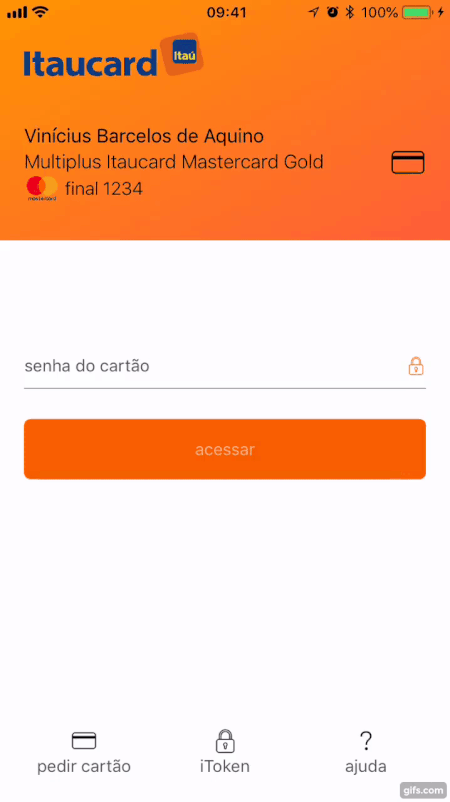 09:41
100%
Itaucard
Itaú
Vinícius Barcelos de Aquino
Multiplus Itaucard Mastercard Gold
mastercard
final 1234
senha do cartão
acessar
pedir cartão
iToken
?
ajuda
gifs.com